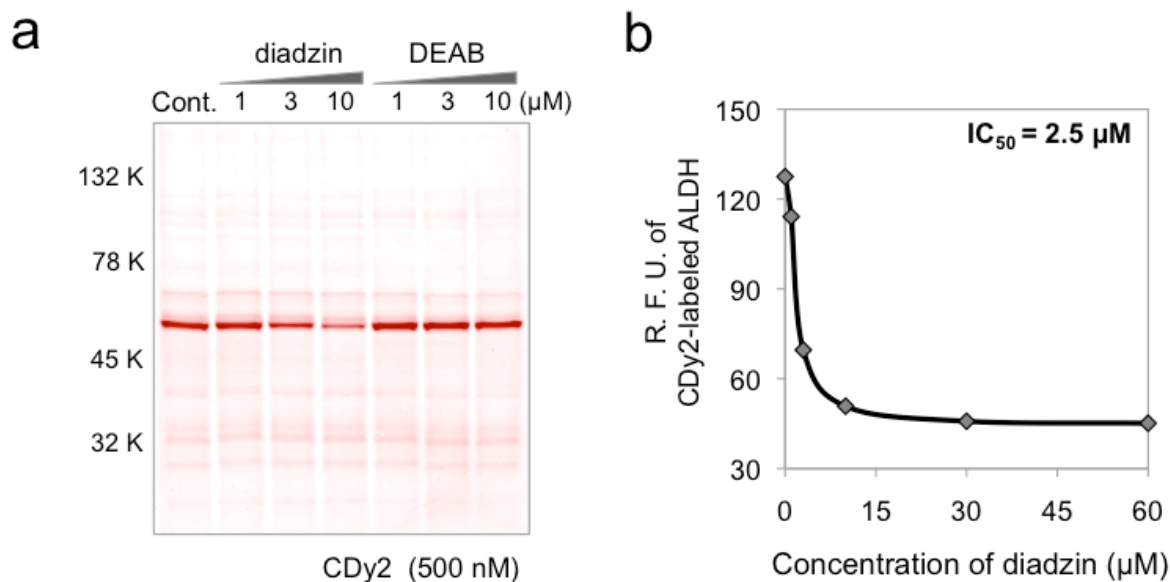 a
diadzin DEAB
Cont. 1 3 10 1 3 10 (μM)
132 K
78 K
45 K
32 K
CDy2 (500 nM)
b
IC50 = 2.5 μM
R. F. U. of
CDy2-labeled ALDH
150
120
90
60
30
0 15 30 45 60
Concentration of diadzin (μM)